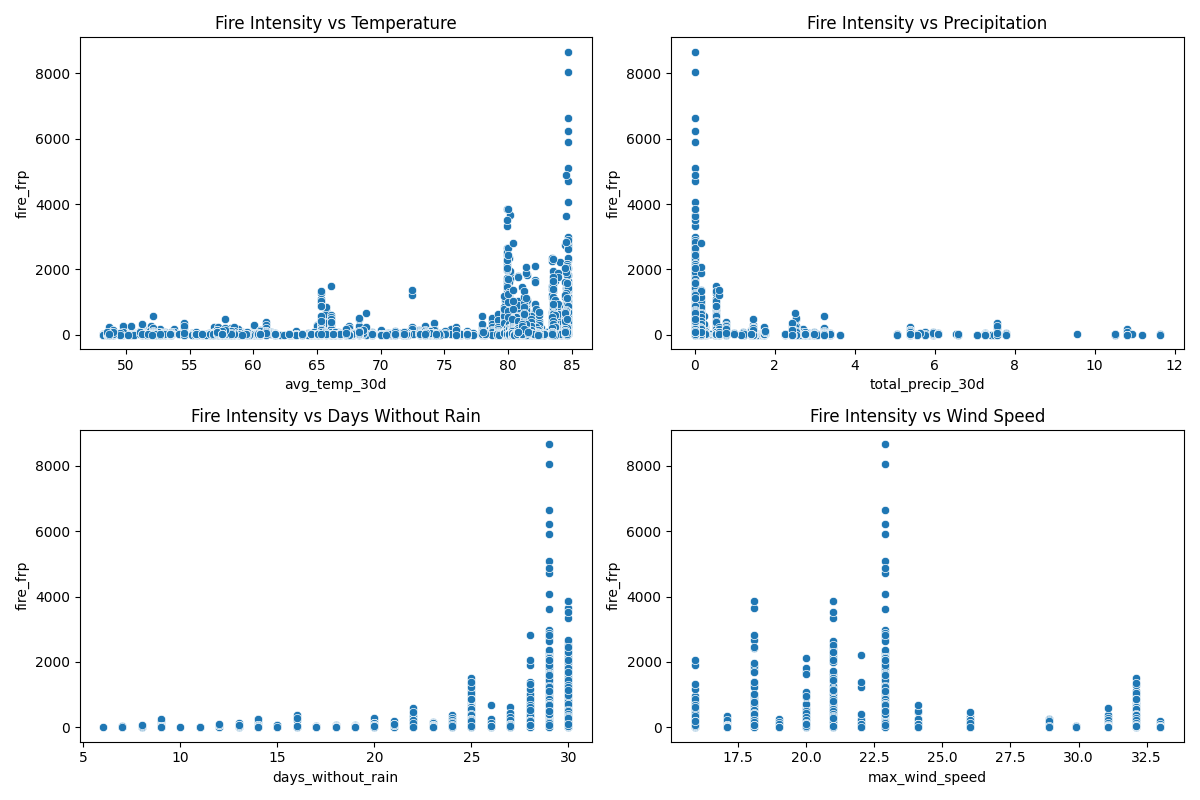 Fire Intensity vs Temperature
fire_frp
8000
6000
4000
2000
0
50 55 60 65 70 75 80 85
avg_temp_30d
Fire Intensity vs Precipitation
fire_frp
8000
6000
4000
2000
0
0 2 4 6 8 10 12
total_precip_30d
Fire Intensity vs Days Without Rain
fire_frp
8000
6000
4000
2000
0
5 10 15 20 25 30
days_without_rain
Fire Intensity vs Wind Speed
fire_frp
8000
6000
4000
2000
0
17.5 20.0 22.5 25.0 27.5 30.0 32.5
max_wind_speed